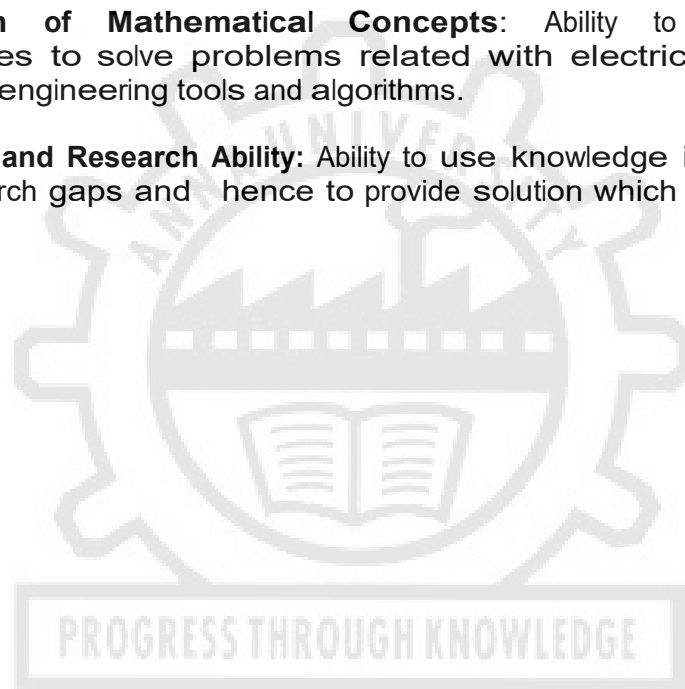 n of Mathematical Concepts: Ability to
es to solve problems related with electric
engineering tools and algorithms.
and Research Ability: Ability to use knowledge i
rch gaps and hence to provide solution which
ANNA UNIVERSITY
PROGRESS THROUGH KNOWLEDGE